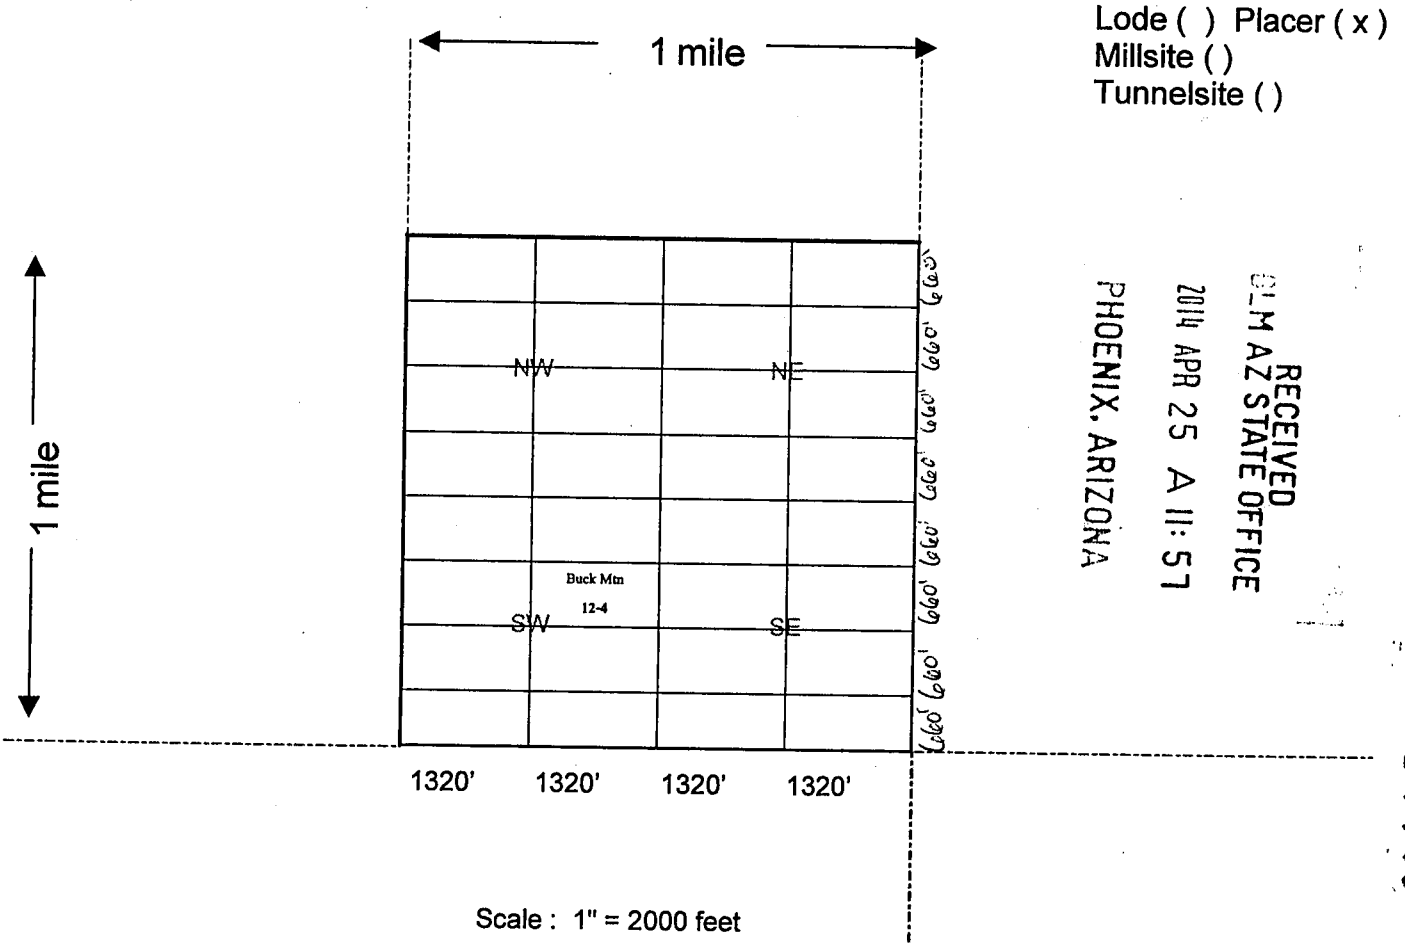 Lode ( ) Placer ( x )
Millsite ( )
Tunnelsite ( )
1 mile
1 mile
NW
NE
Buck Mtn
12-4
SW
SE
660'
660'
660'
660'
660'
660'
660'
660'
1320' 1320' 1320' 1320'
Scale : 1" = 2000 feet
RECEIVED
BLM AZ STATE OFFICE
2014 APR 25 A 11: 57
PHOENIX, ARIZONA